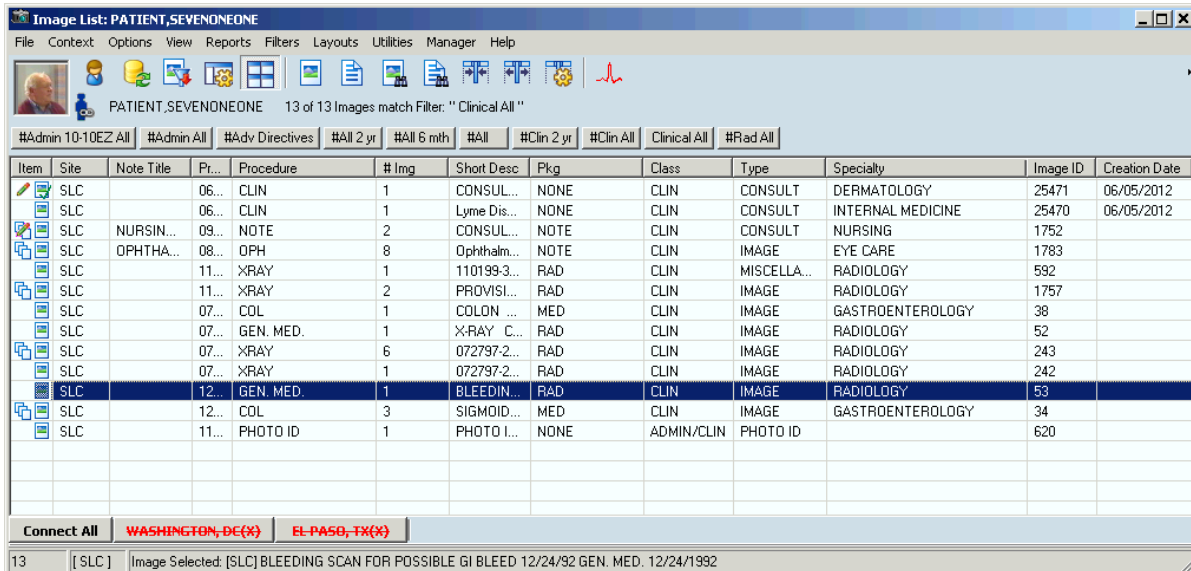 Image List: PATIENT,SEVENONEONE
File Context Options View Reports Filters Layouts Utilities Manager Help
PATIENT,SEVENONEONE 13 of 13 Images match Filter: " Clinical All "
#Admin 10-10EZ All #Admin All #Adv Directives #All 2 yr #All 6 mth #All #Clin 2 yr #Clin All Clinical All #Rad All
Item Site Note Title Pr... Procedure # Img Short Desc Pkg Class Type Specialty Image ID Creation Date
SLC 06... CLIN 1 CONSUL... NONE CLIN CONSULT DERMATOLOGY 25471 06/05/2012
SLC 06... CLIN 1 Lyme Dis... NONE CLIN CONSULT INTERNAL MEDICINE 25470 06/05/2012
SLC NURSIN... 09... NOTE 2 CONSUL... NOTE CLIN CONSULT NURSING 1752
SLC OPHTHA... 08... OPH 8 Ophthalm... NOTE CLIN IMAGE EYE CARE 1783
SLC 11... XRAY 1 110199-3... RAD CLIN MISCELLA... RADIOLOGY 592
SLC 11... XRAY 2 PROVISI... RAD CLIN IMAGE RADIOLOGY 1757
SLC 07... COL 1 COLON ... MED CLIN IMAGE GASTROENTEROLOGY 38
SLC 07... GEN. MED. 1 X-RAY C... RAD CLIN IMAGE RADIOLOGY 52
SLC 07... XRAY 6 072797-2... RAD CLIN IMAGE RADIOLOGY 243
SLC 07... XRAY 1 072797-2... RAD CLIN IMAGE RADIOLOGY 242
SLC 12... GEN. MED. 1 BLEEDIN... RAD CLIN IMAGE RADIOLOGY 53
SLC 12... COL 3 SIGMOID... MED CLIN IMAGE GASTROENTEROLOGY 34
SLC 11... PHOTO ID 1 PHOTO I... NONE ADMIN/CLIN PHOTO ID 620
Connect All WASHINGTON, DC(X) EL PASO, TX(X)
13 [ SLC ] Image Selected: [SLC] BLEEDING SCAN FOR POSSIBLE GI BLEED 12/24/92 GEN. MED. 12/24/1992